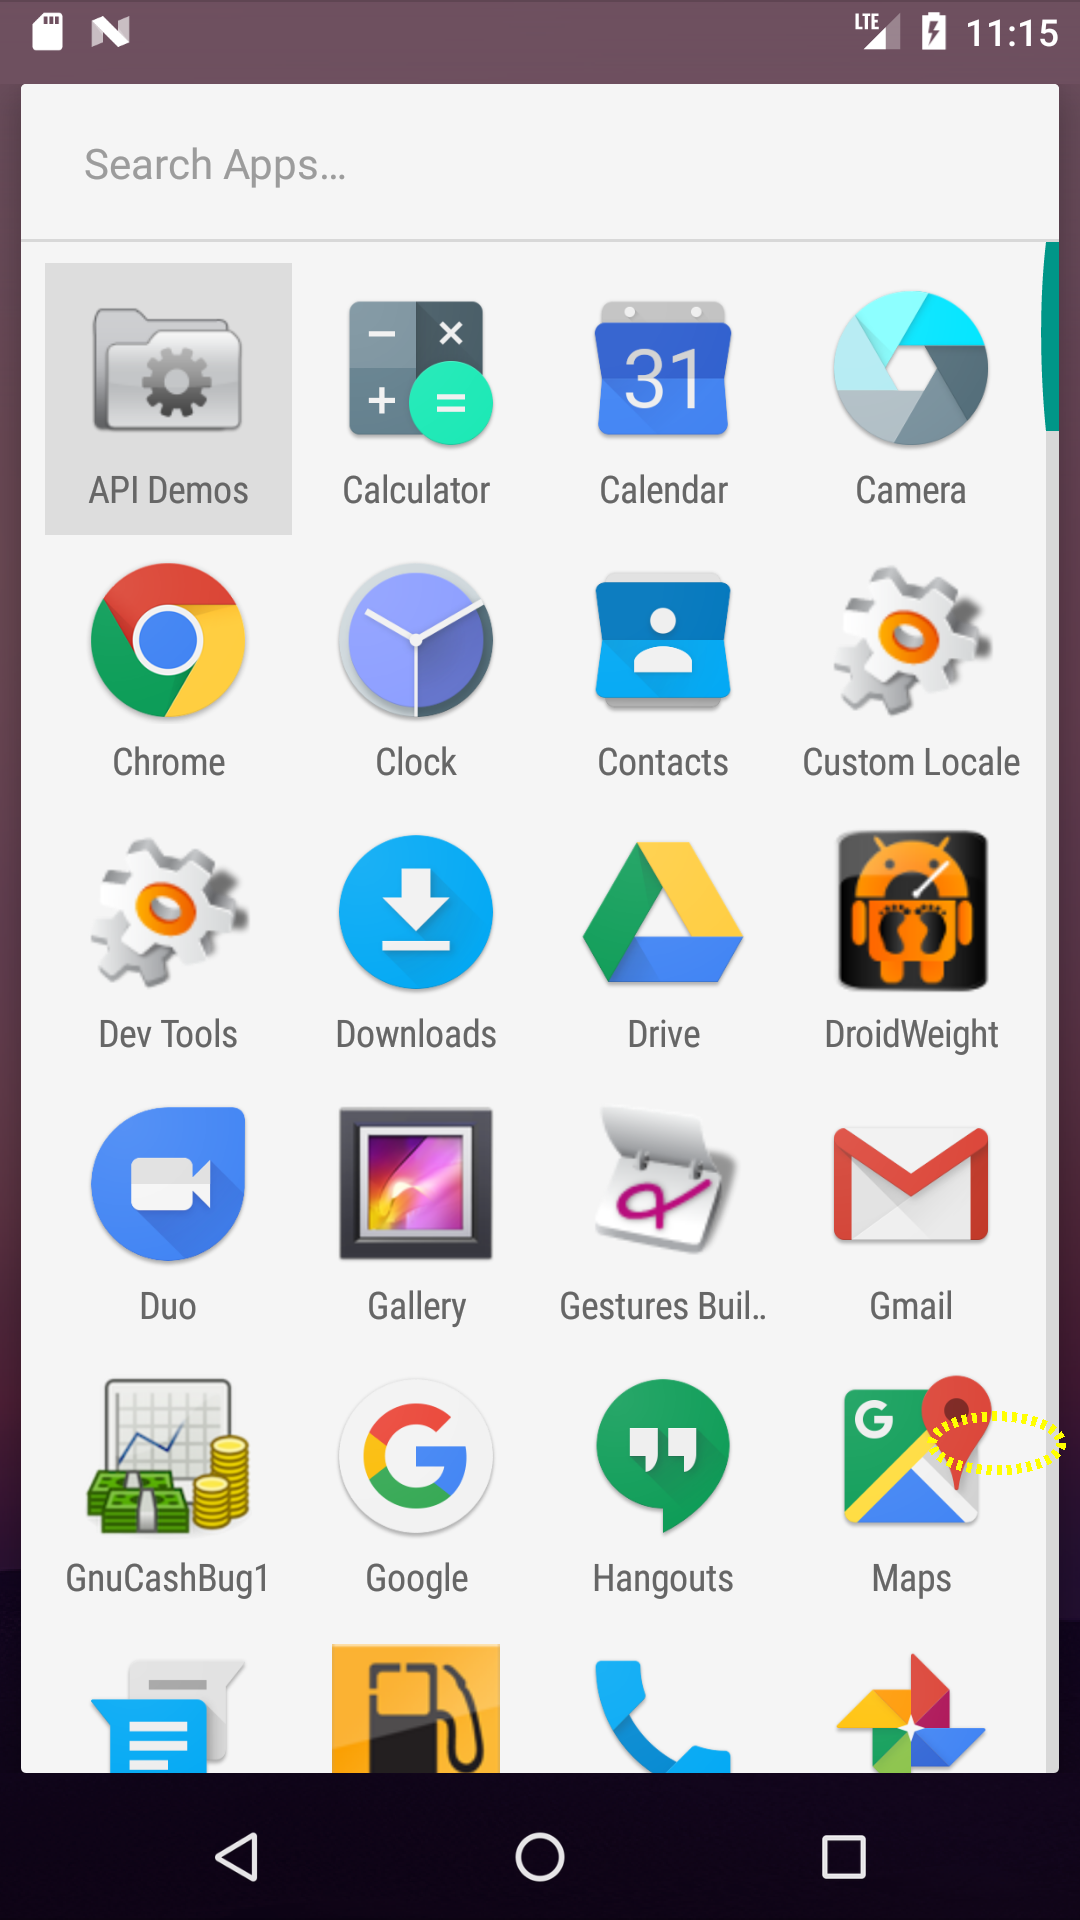 LTE 11:15
Search Apps...
31
API Demos Calculator Calendar Camera
Chrome Clock Contacts Custom Locale
Dev Tools Downloads Drive DroidWeight
Duo Gallery Gestures Buil.. Gmail
G G
GnuCashBug1 Google Hangouts Maps